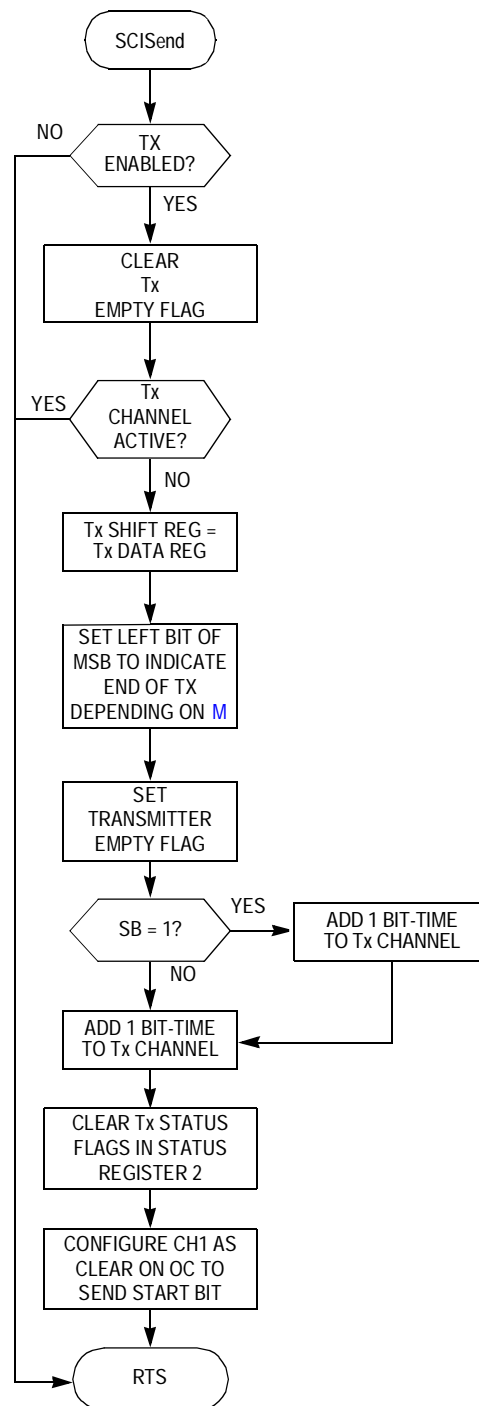 SCISend
NO
TX
ENABLED?
YES
CLEAR
Tx
EMPTY FLAG
YES
Tx
CHANNEL
ACTIVE?
NO
Tx SHIFT REG =
Tx DATA REG
SET LEFT BIT OF
MSB TO INDICATE
END OF TX
DEPENDING ON M
SET
TRANSMITTER
EMPTY FLAG
SB = 1?
YES
ADD 1 BIT-TIME
TO Tx CHANNEL
NO
ADD 1 BIT-TIME
TO Tx CHANNEL
CLEAR Tx STATUS
FLAGS IN STATUS
REGISTER 2
CONFIGURE CH1 AS
CLEAR ON OC TO
SEND START BIT
RTS